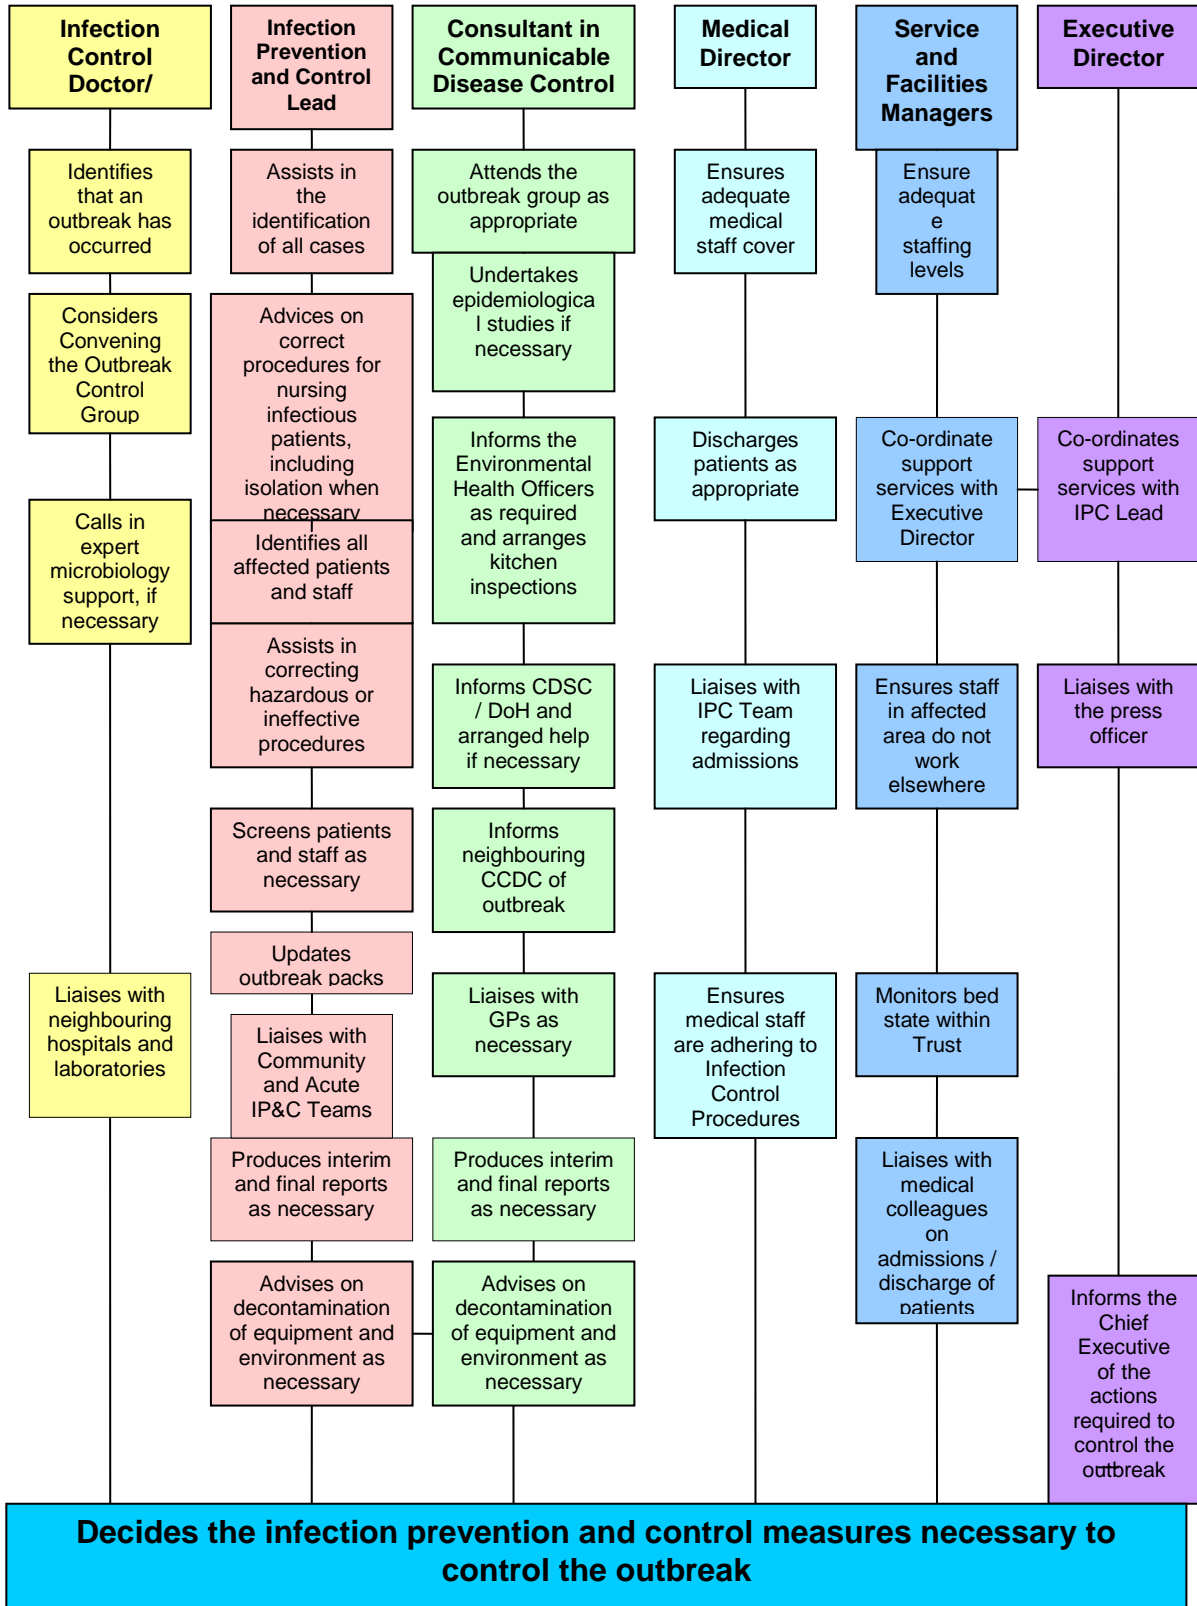 Infection
Control
Doctor/
Identifies
that an
outbreak has
occurred
Considers
Convening
the Outbreak
Control
Group
Calls in
expert
microbiology
support, if
necessary
Liaises with
neighbouring
hospitals and
laboratories
Infection
Prevention
and Control
Lead
Assists in
the
identification
of all cases
Advices on
correct
procedures for
nursing
infectious
patients,
including
isolation when
necessary
Identifies all
affected patients
and staff
Assists in
correcting
hazardous or
ineffective
procedures
Screens patients
and staff as
necessary
Updates
outbreak packs
Liaises with
Community
and Acute
IP&C Teams
Produces interim
and final reports
as necessary
Advises on
decontamination
of equipment and
environment as
necessary
Consultant in
Communicable
Disease Control
Attends the
outbreak group as
appropriate
Undertakes
epidemiologica
l studies if
necessary
Informs the
Environmental
Health Officers
as required
and arranges
kitchen
inspections
Informs CDSC
/ DoH and
arranged help
if necessary
Informs
neighbouring
CCDC of
outbreak
Liaises with
GPs as
necessary
Produces interim
and final reports
as necessary
Advises on
decontamination
of equipment and
environment as
necessary
Medical
Director
Ensures
adequate
medical
staff cover
Discharges
patients as
appropriate
Liaises with
IPC Team
regarding
admissions
Ensures
medical staff
are adhering to
Infection
Control
Procedures
Service
and
Facilities
Managers
Ensure
adequat
e
staffing
levels
Co-ordinate
support
services with
Executive
Director
Ensures staff
in affected
area do not
work
elsewhere
Monitors bed
state within
Trust
Liaises with
medical
colleagues
on
admissions /
discharge of
patients
Executive
Director
Co-ordinates
support
services with
IPC Lead
Liaises with
the press
officer
Informs the
Chief
Executive
of the
actions
required to
control the
outbreak
Decides the infection prevention and control measures necessary to
control the outbreak